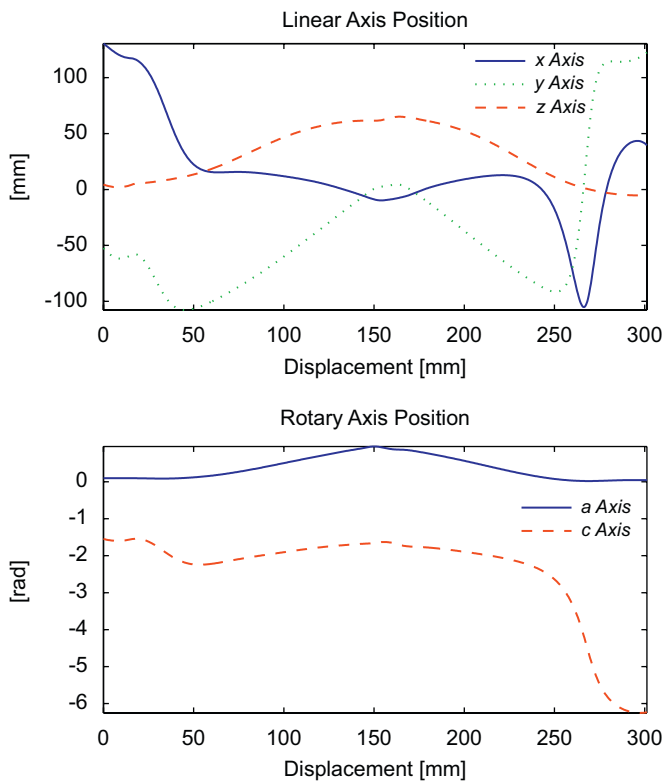 Linear Axis Position
x Axis
y Axis
z Axis
100
50
0
-50
-100
[mm]
0 50 100 150 200 250 300
Displacement [mm]
Rotary Axis Position
a Axis
c Axis
0
-1
-2
-3
-4
-5
-6
[rad]
0 50 100 150 200 250 300
Displacement [mm]